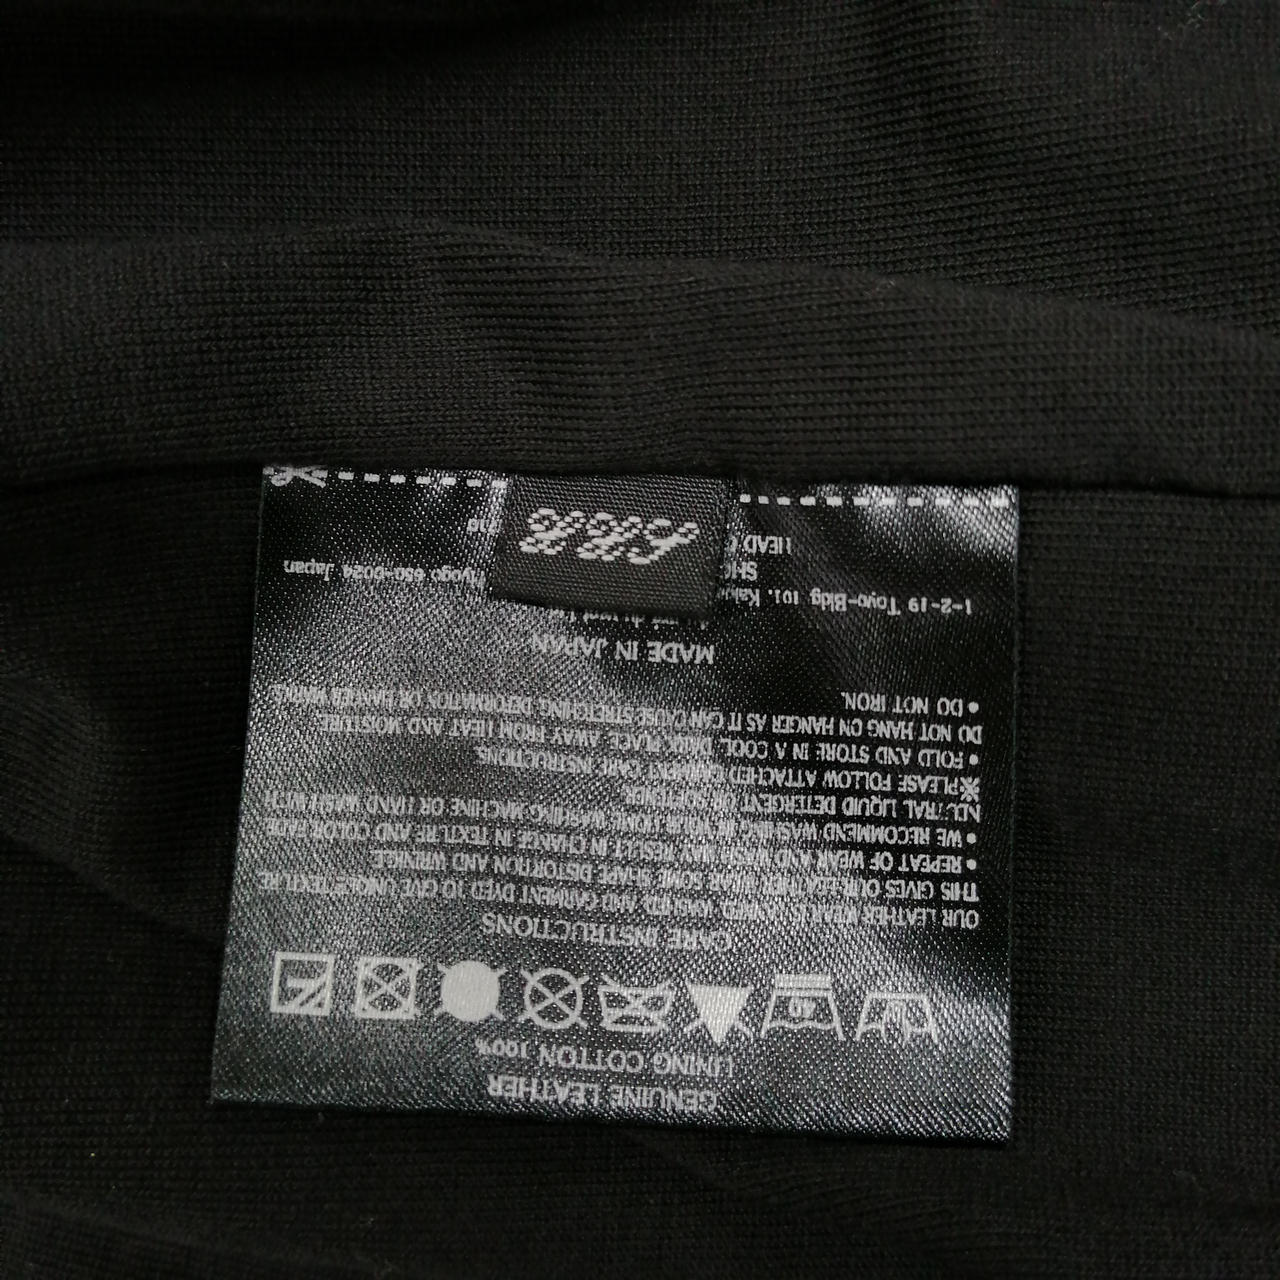 GENUINE LEATHER
LINING COTTON 100%
40
CARE INSTRUCTIONS
OUR LEATHER WEAR IS WASHED AND GARMENT DYED TO GIVE UNIQUE TEXTURE.
THIS GIVES OUR LEATHER WEAR SOME SHAPE DISTORTION AND WRINKLE.
• REPEAT OF WEAR AND WASH MAY RESULT IN CHANGE IN TEXTURE AND COLOR FADE.
• WE RECOMMEND WASHING IN YOUR HOME WASHING MACHINE OR HAND WASH WITH
NEUTRAL LIQUID DETERGENT OR SOFTENER.
※PLEASE FOLLOW ATTACHED GARMENT CARE INSTRUCTIONS.
• FOLD AND STORE IN A COOL, DARK PLACE, AWAY FROM HEAT AND MOISTURE.
DO NOT HANG ON HANGER AS IT CAN CAUSE STRETCHING, DEFORMATION, OR HANGER MARKS.
• DO NOT IRON.
MADE IN JAPAN
1-2-19 Toyo-Bldg 101, Hyogo 650-0024 Japan
HEAD